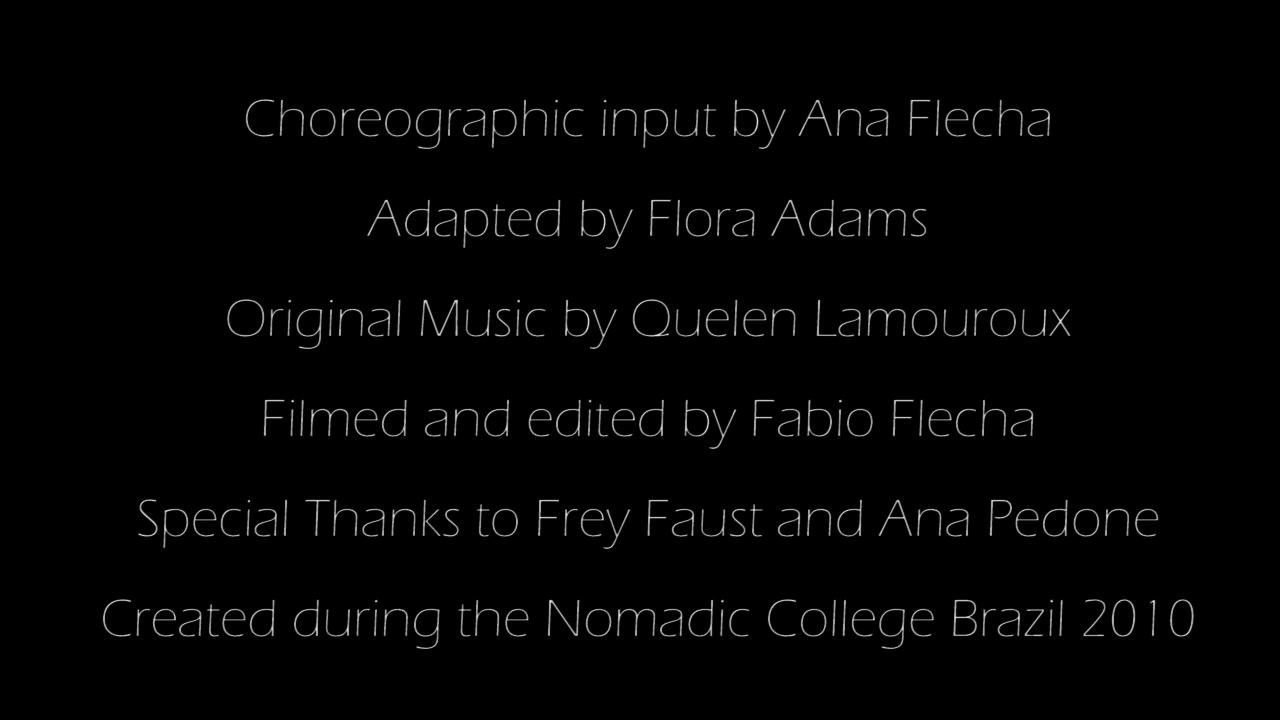 Choreographic input by Ana Flecha
Adapted by Flora Adams
Original Music by Quelen Lamouroux
Filmed and edited by Fabio Flecha
Special Thanks to Frey Faust and Ana Pedone
Created during the Nomadic College Brazil 2010